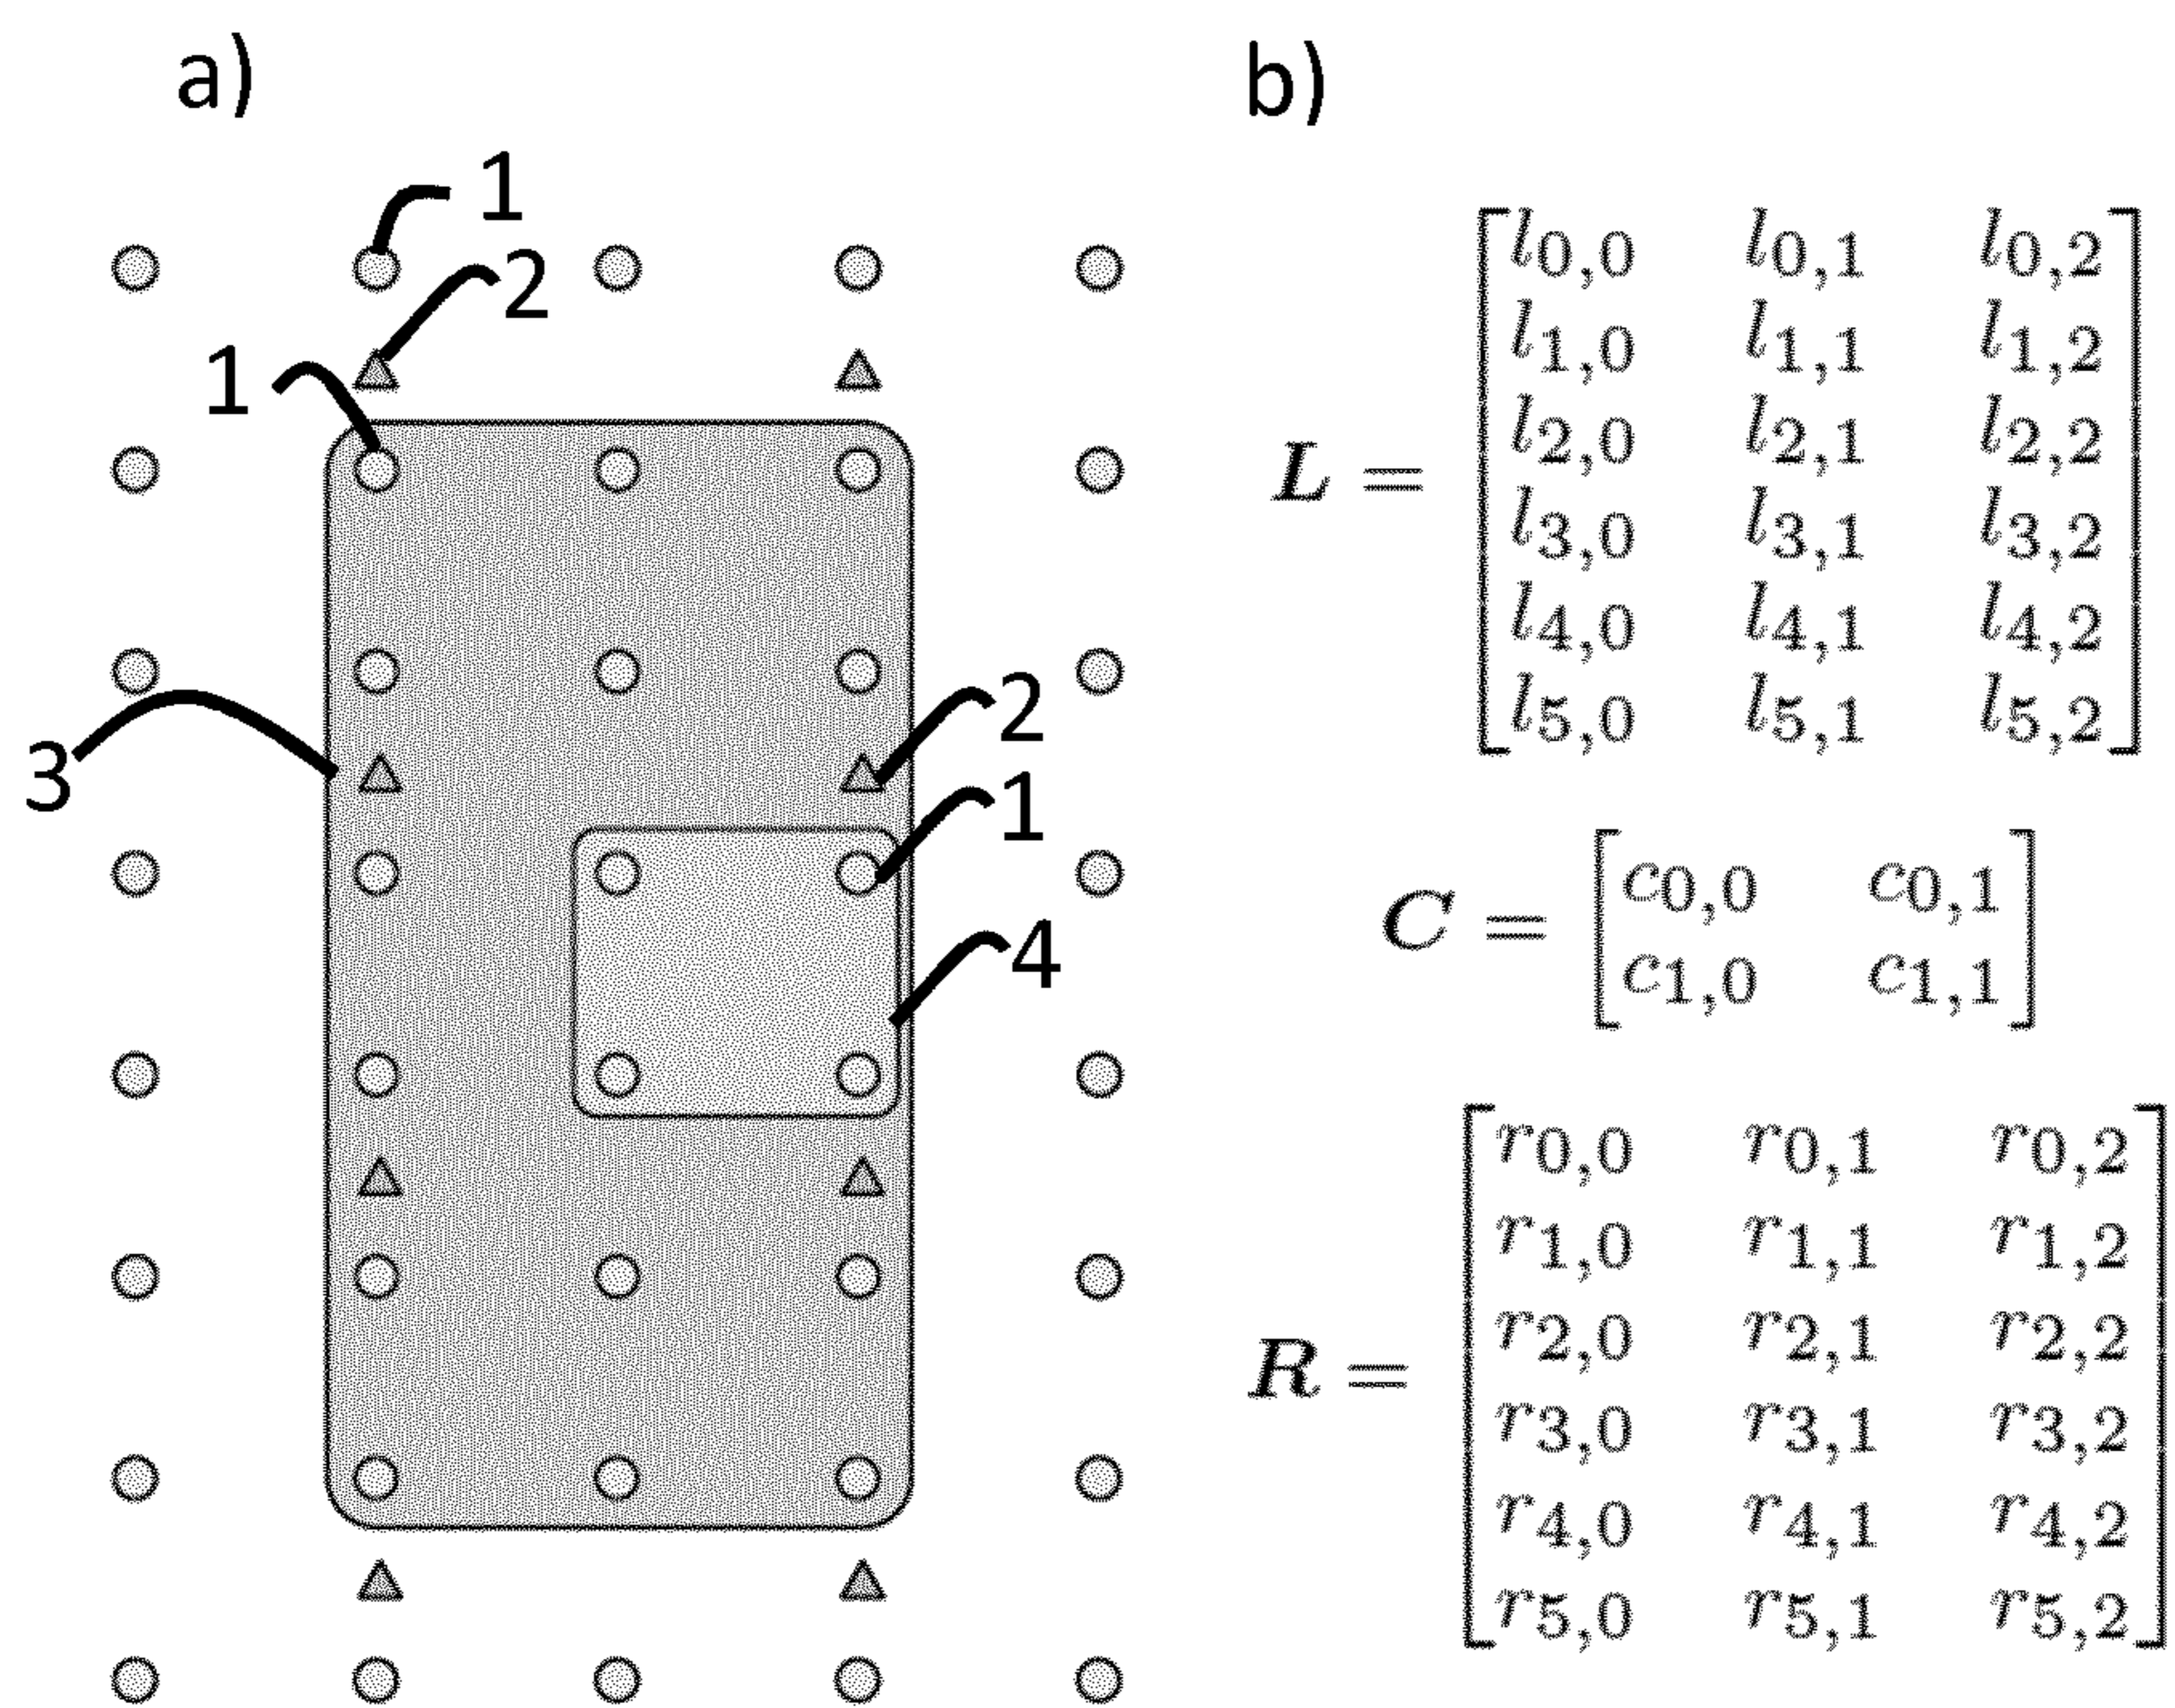 a)
1
2
1
3
2
1
4
b)
L = [l0,0 l0,1 l0,2
l1,0 l1,1 l1,2
l2,0 l2,1 l2,2
l3,0 l3,1 l3,2
l4,0 l4,1 l4,2
l5,0 l5,1 l5,2]
C = [c0,0 c0,1
c1,0 c1,1]
R = [r0,0 r0,1 r0,2
r1,0 r1,1 r1,2
r2,0 r2,1 r2,2
r3,0 r3,1 r3,2
r4,0 r4,1 r4,2
r5,0 r5,1 r5,2]